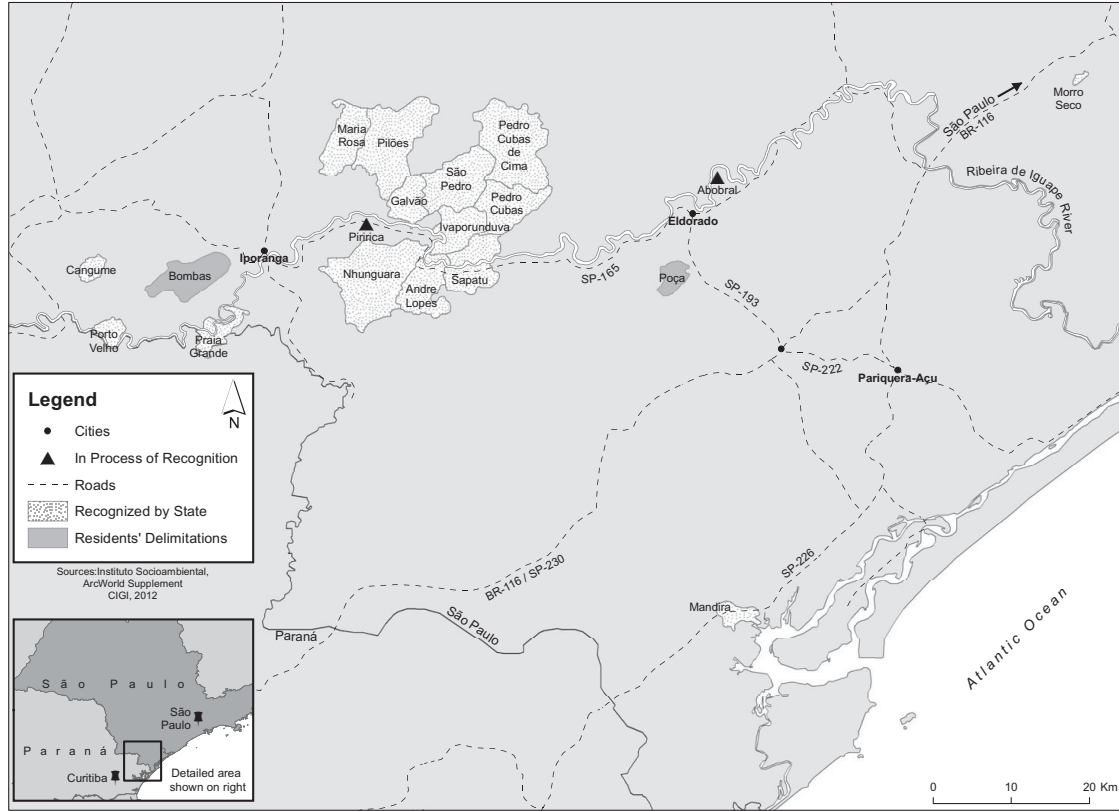 Maria
Rosa
Pilões
Pedro
Cubas
de
Cima
São
Pedro
Galvão
Pedro
Cubas
Ivaporunduva
Piririca
Iporanga
Nhunguara
Andre
Lopes
Sapatu
Cangume
Bombas
Porto
Velho
Praia
Grande
SP-165
Abobral
Eldorado
Poça
SP-193
SP-222
Pariquera-Açu
São Paulo
BR-116
Morro
Seco
Ribeira de Iguape
River
Legend
N
Cities
In Process of Recognition
Roads
Recognized by State
Residents' Delimitations
Sources:Instituto Socioambiental,
ArcWorld Supplement
CIGI, 2012
BR-116 / SP-230
SP-226
Mandira
Paraná
São Paulo
Atlantic Ocean
São Paulo
São
Paulo
Paraná
Curitiba
Detailed area
shown on right
0 10 20 Km